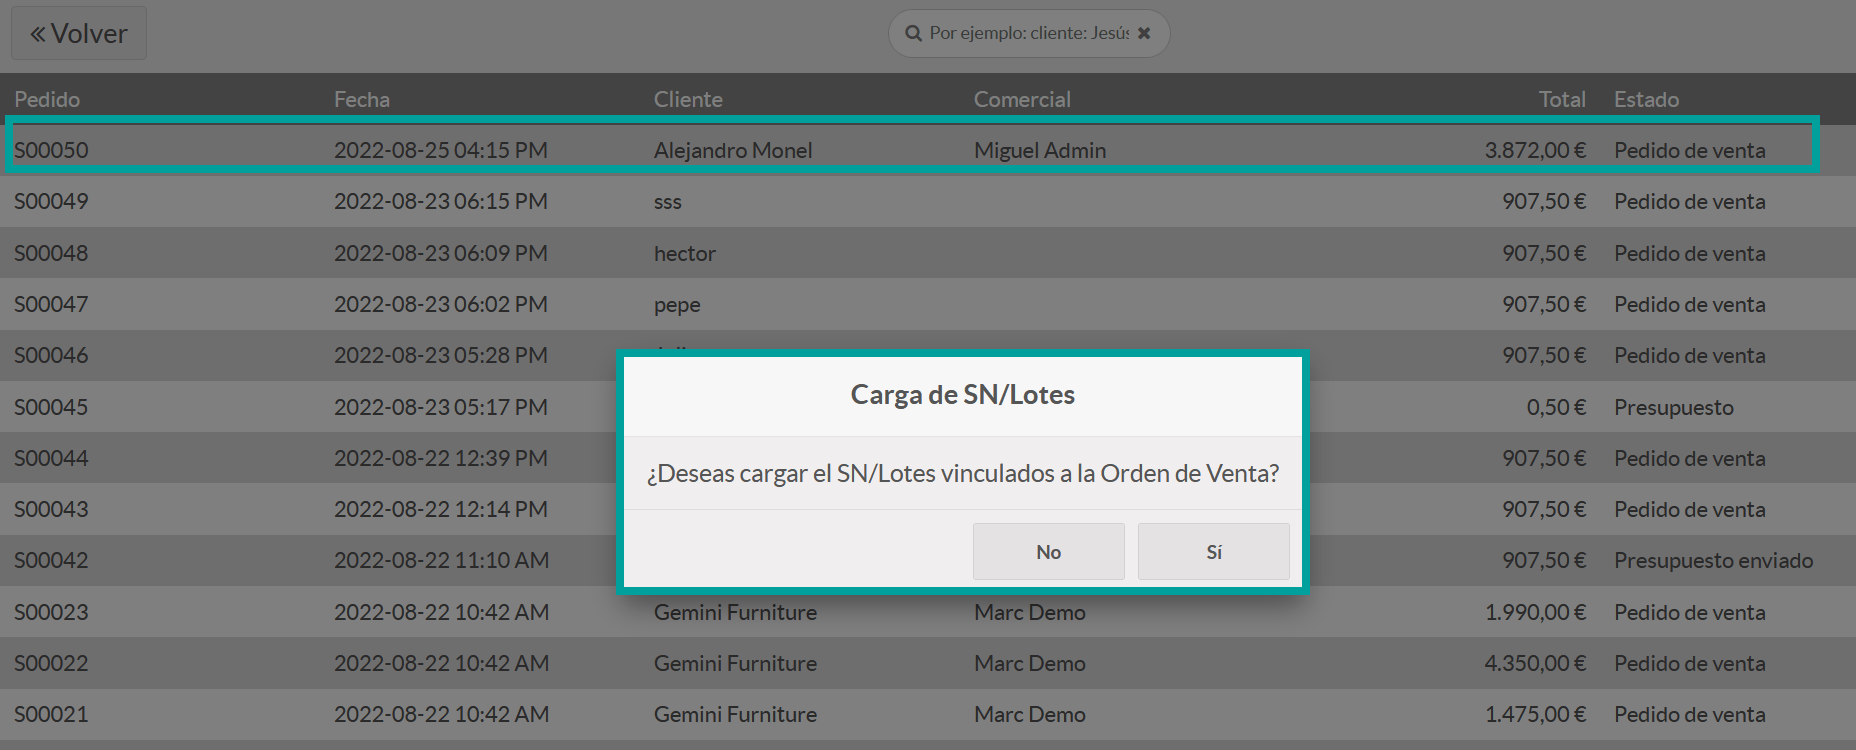 « Volver
Por ejemplo: cliente: Jesús
Pedido Fecha Cliente Comercial Total Estado
S00050 2022-08-25 04:15 PM Alejandro Monel Miguel Admin 3.872,00 € Pedido de venta
S00049 2022-08-23 06:15 PM sss 907,50 € Pedido de venta
S00048 2022-08-23 06:09 PM hector 907,50 € Pedido de venta
S00047 2022-08-23 06:02 PM pepe 907,50 € Pedido de venta
S00046 2022-08-23 05:28 PM 907,50 € Pedido de venta
S00045 2022-08-23 05:17 PM 0,50 € Presupuesto
S00044 2022-08-22 12:39 PM 907,50 € Pedido de venta
S00043 2022-08-22 12:14 PM 907,50 € Pedido de venta
S00042 2022-08-22 11:10 AM 907,50 € Presupuesto enviado
S00023 2022-08-22 10:42 AM Gemini Furniture Marc Demo 1.990,00 € Pedido de venta
S00022 2022-08-22 10:42 AM Gemini Furniture Marc Demo 4.350,00 € Pedido de venta
S00021 2022-08-22 10:42 AM Gemini Furniture Marc Demo 1.475,00 € Pedido de venta
Carga de SN/Lotes
¿Deseas cargar el SN/Lotes vinculados a la Orden de Venta?
No Sí